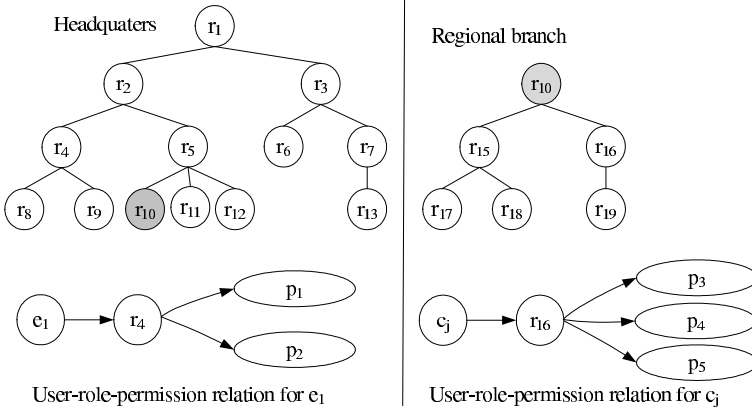 Headquaters
r1
r2
r3
r4
r5
r6
r7
r8
r9
r10
r11
r12
r13
e1
r4
p1
p2
User-role-permission relation for e1
Regional branch
r10
r15
r16
r17
r18
r19
cj
r16
p3
p4
p5
User-role-permission relation for cj